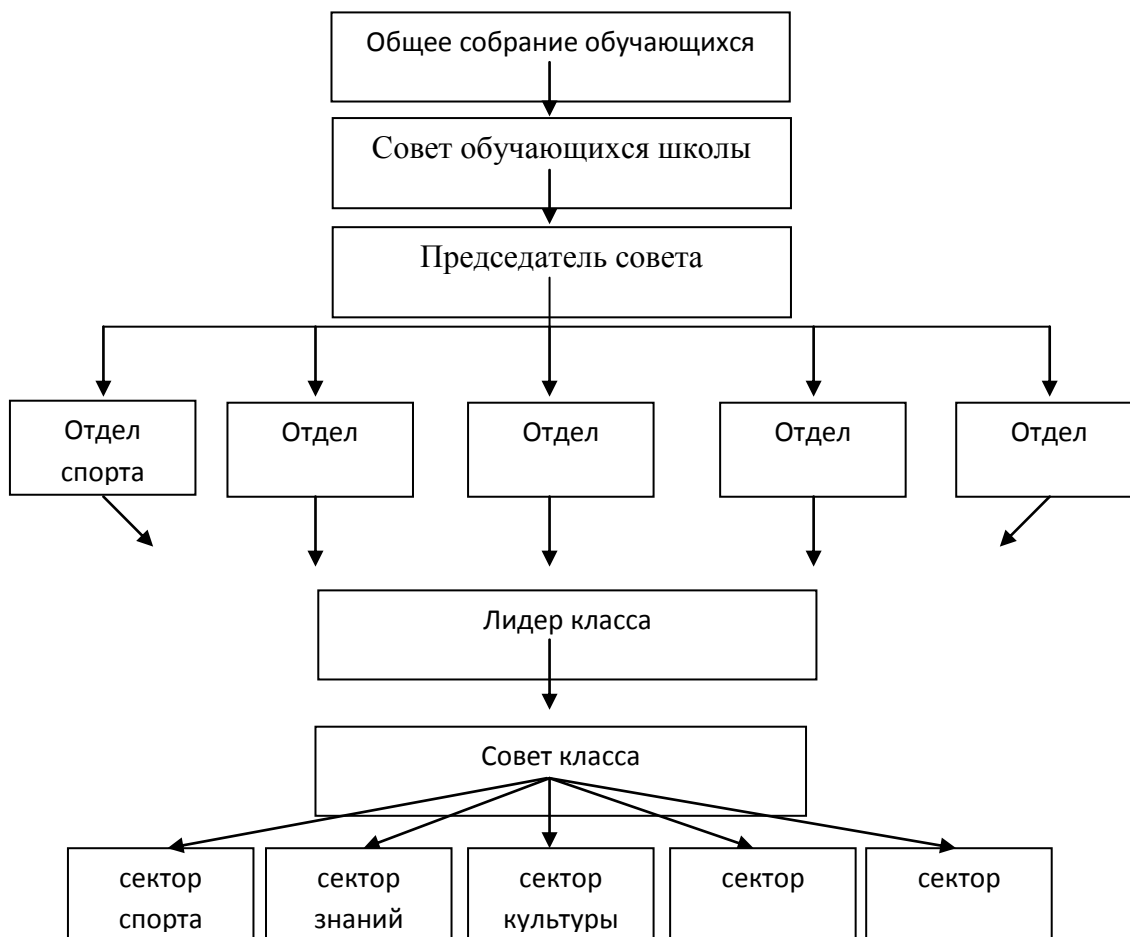 Общее собрание обучающихся
Совет обучающихся школы
Председатель совета
Отдел
спорта
Отдел
Отдел
Отдел
Отдел
Лидер класса
Совет класса
сектор
спорта
сектор
знаний
сектор
культуры
сектор
сектор